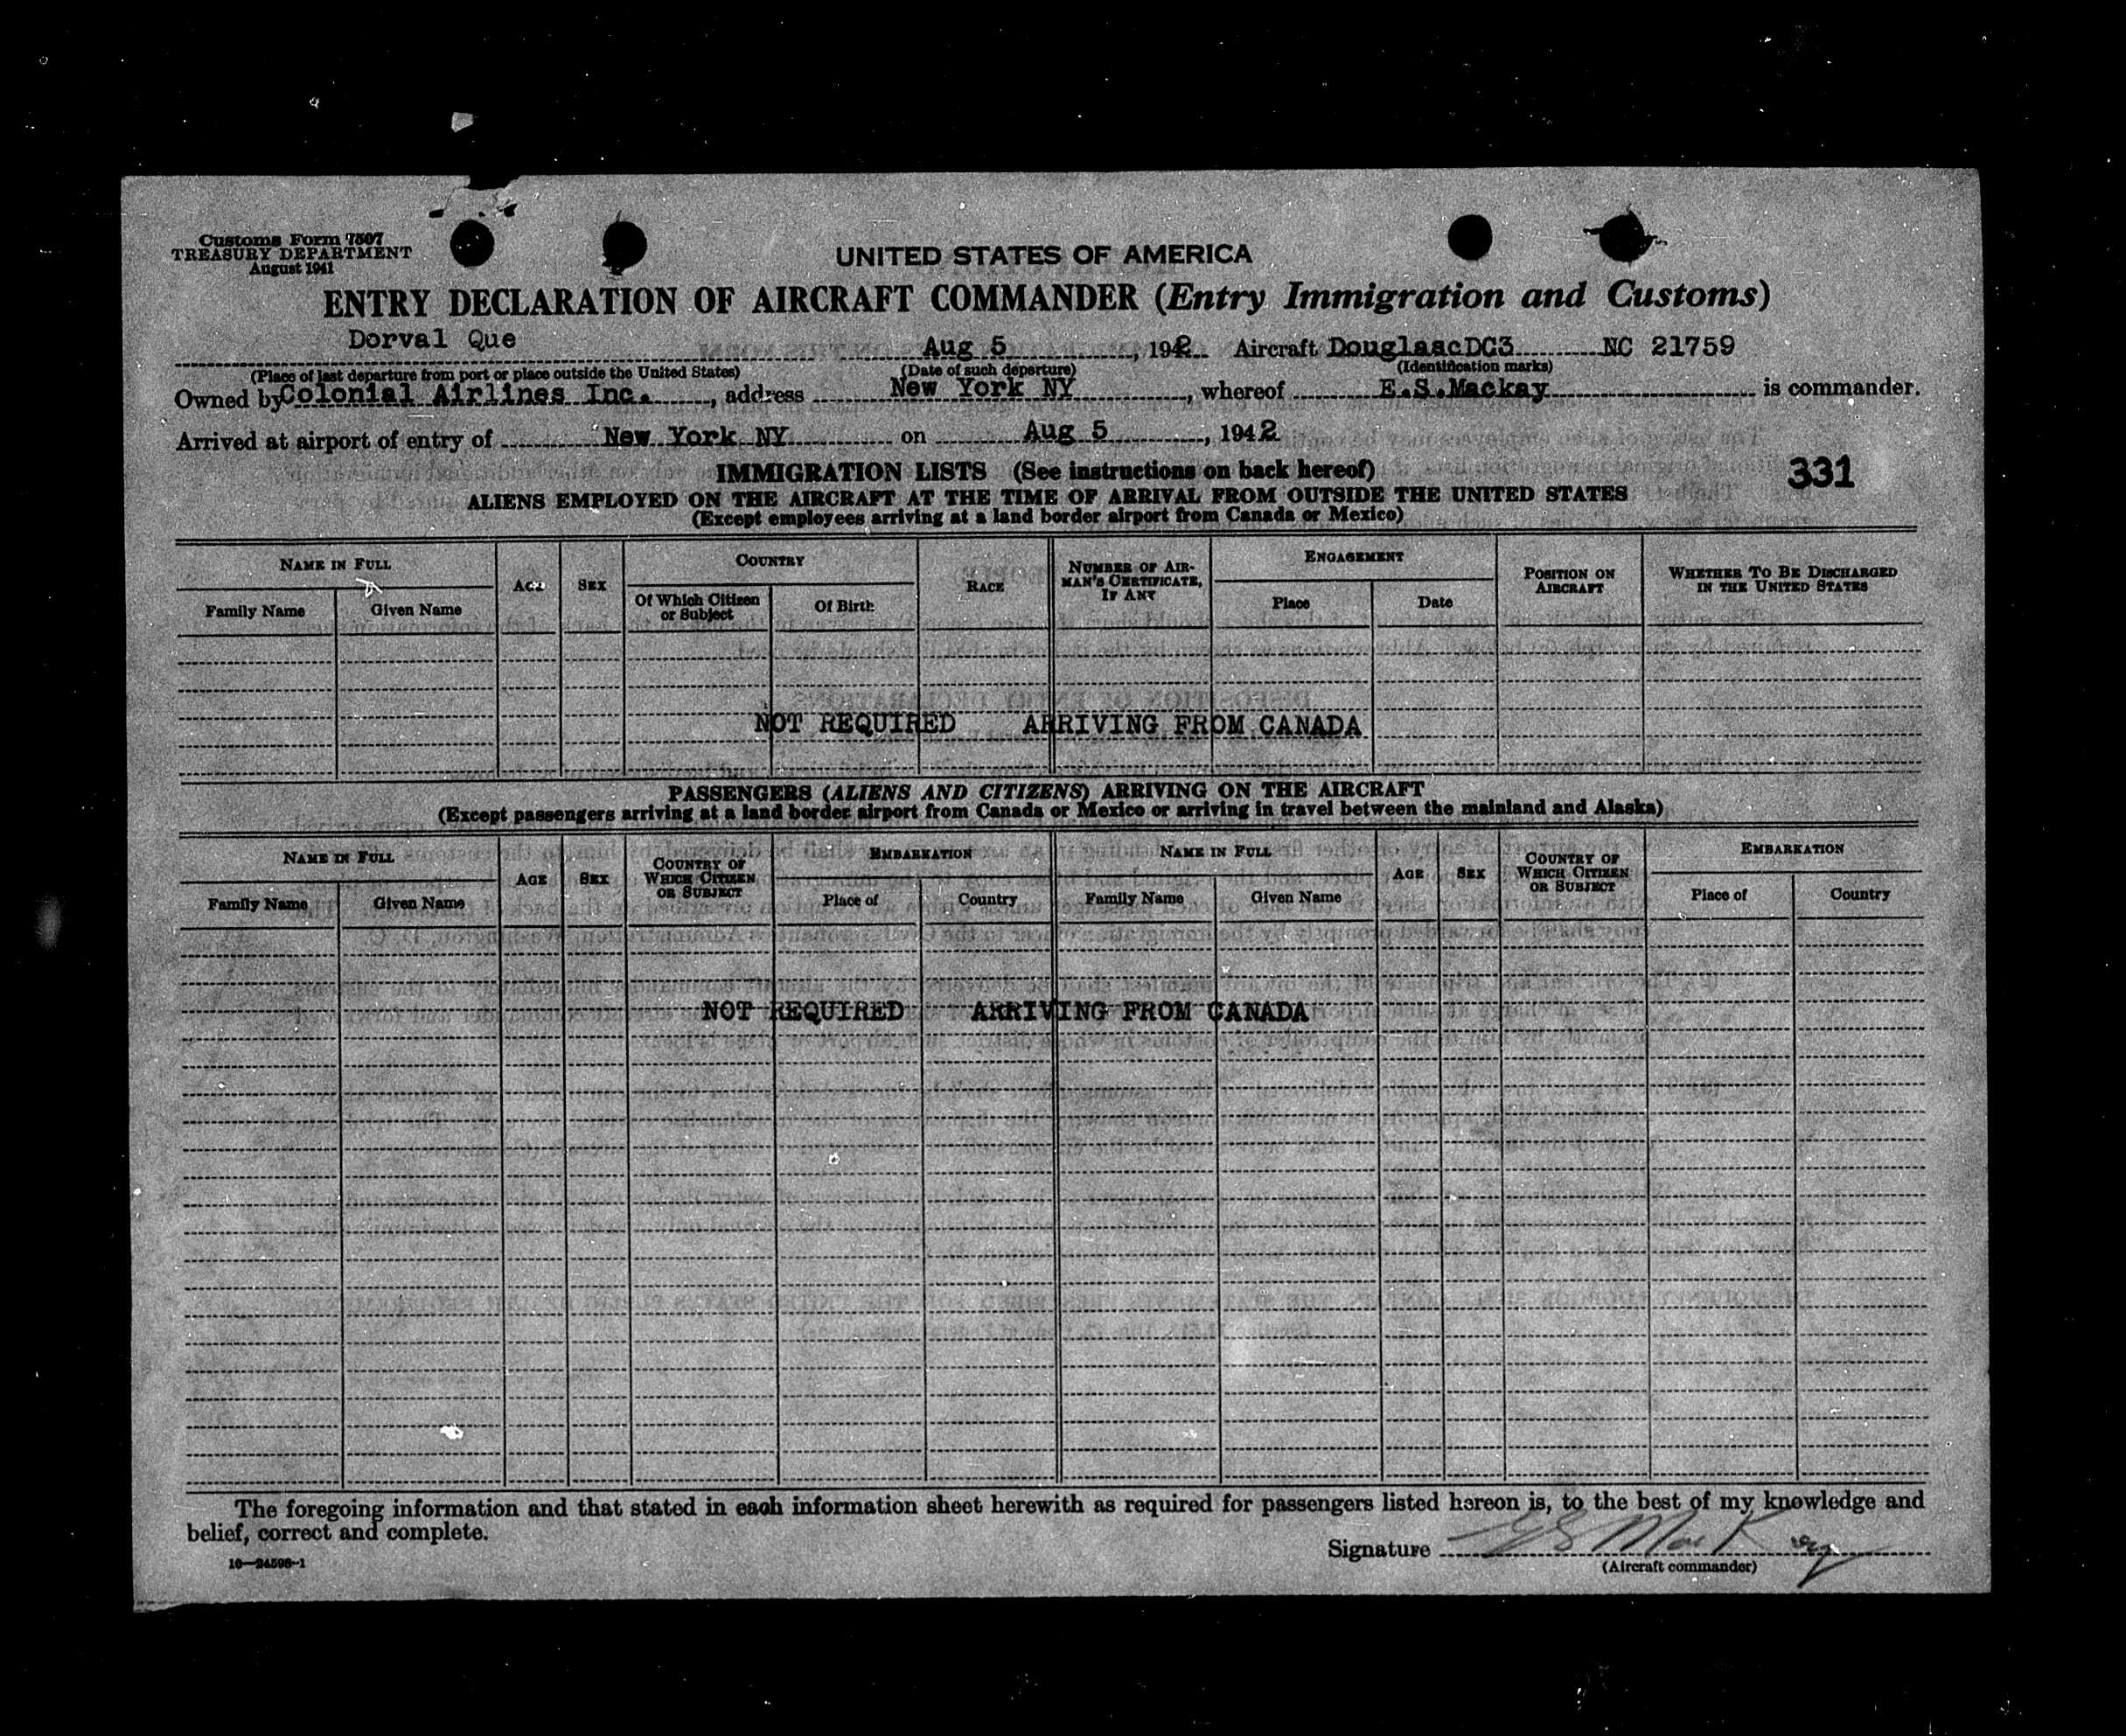 Customs Form 7507
TREASURY DEPARTMENT
August 1941
UNITED STATES OF AMERICA
ENTRY DECLARATION OF AIRCRAFT COMMANDER (Entry Immigration and Customs)
Dorval Que Aug 5, 1942 Aircraft DouglascDC3 NC 21759
(Place of last departure from port or place outside the United States) (Date of such departure) (Identification marks)
Owned by Colonial Airlines Inc., address New York NY, whereof E.S.Mackay is commander.
Arrived at airport of entry of New York NY on Aug 5, 1942
IMMIGRATION LISTS (See instructions on back hereof) 331
ALIENS EMPLOYED ON THE AIRCRAFT AT THE TIME OF ARRIVAL FROM OUTSIDE THE UNITED STATES
(Except employees arriving at a land border airport from Canada or Mexico)
NAME IN FULL AGE SEX COUNTRY RACE NUMBER OF AIRMAN'S CERTIFICATE, IF ANY ENGAGEMENT POSITION ON AIRCRAFT WHETHER TO BE DISCHARGED IN THE UNITED STATES
Family Name Given Name Of Which Citizen or Subject Of Birth Place Date
NOT REQUIRED ARRIVING FROM CANADA
PASSENGERS (ALIENS AND CITIZENS) ARRIVING ON THE AIRCRAFT
(Except passengers arriving at a land border airport from Canada or Mexico or arriving in travel between the mainland and Alaska)
NAME IN FULL AGE SEX COUNTRY OF WHICH CITIZEN OR SUBJECT EMBARKATION NAME IN FULL AGE SEX COUNTRY OF WHICH CITIZEN OR SUBJECT EMBARKATION
Family Name Given Name Place of Country Family Name Given Name Place of Country
NOT REQUIRED ARRIVING FROM CANADA
The foregoing information and that stated in each information sheet herewith as required for passengers listed hereon is, to the best of my knowledge and
belief, correct and complete.
Signature E S MacKay
(Aircraft commander)
16—24598-1